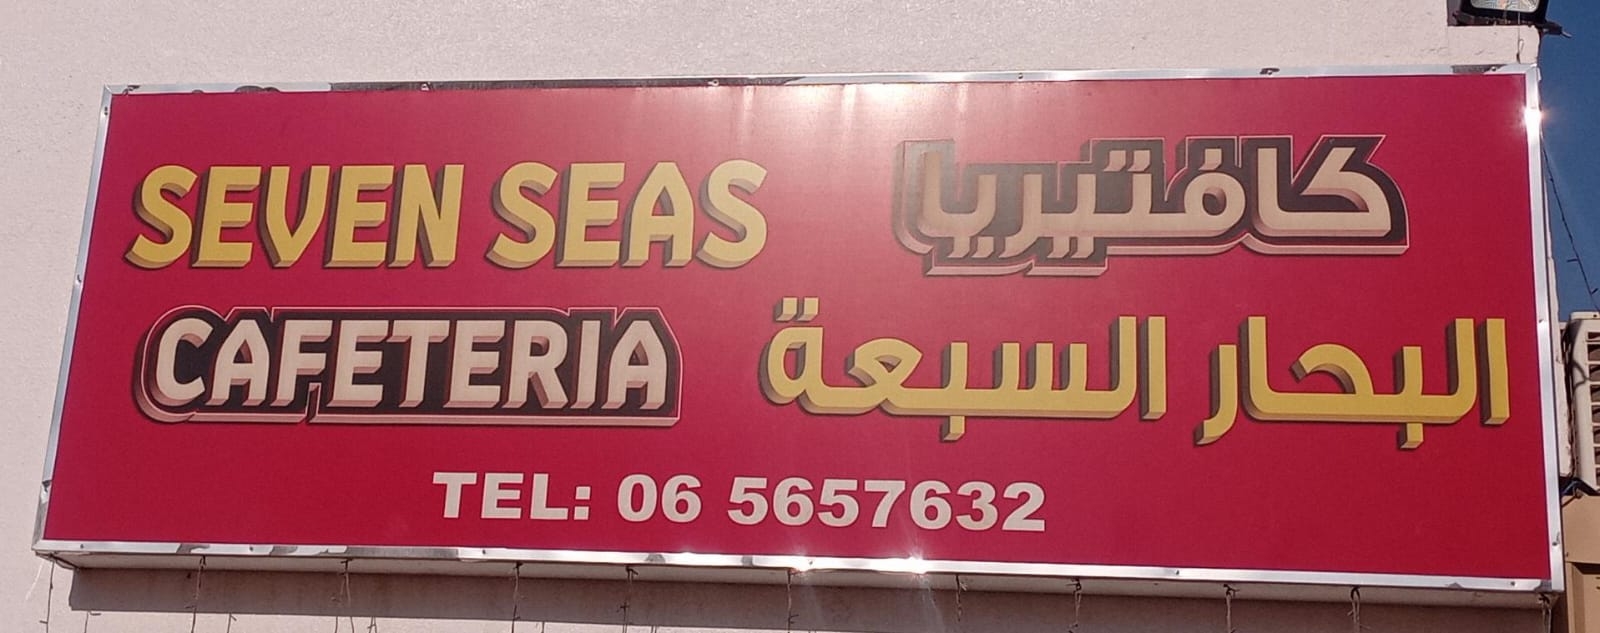 SEVEN SEAS
CAFETERIA
كافتيريا
البحار السبعة
TEL: 06 5657632